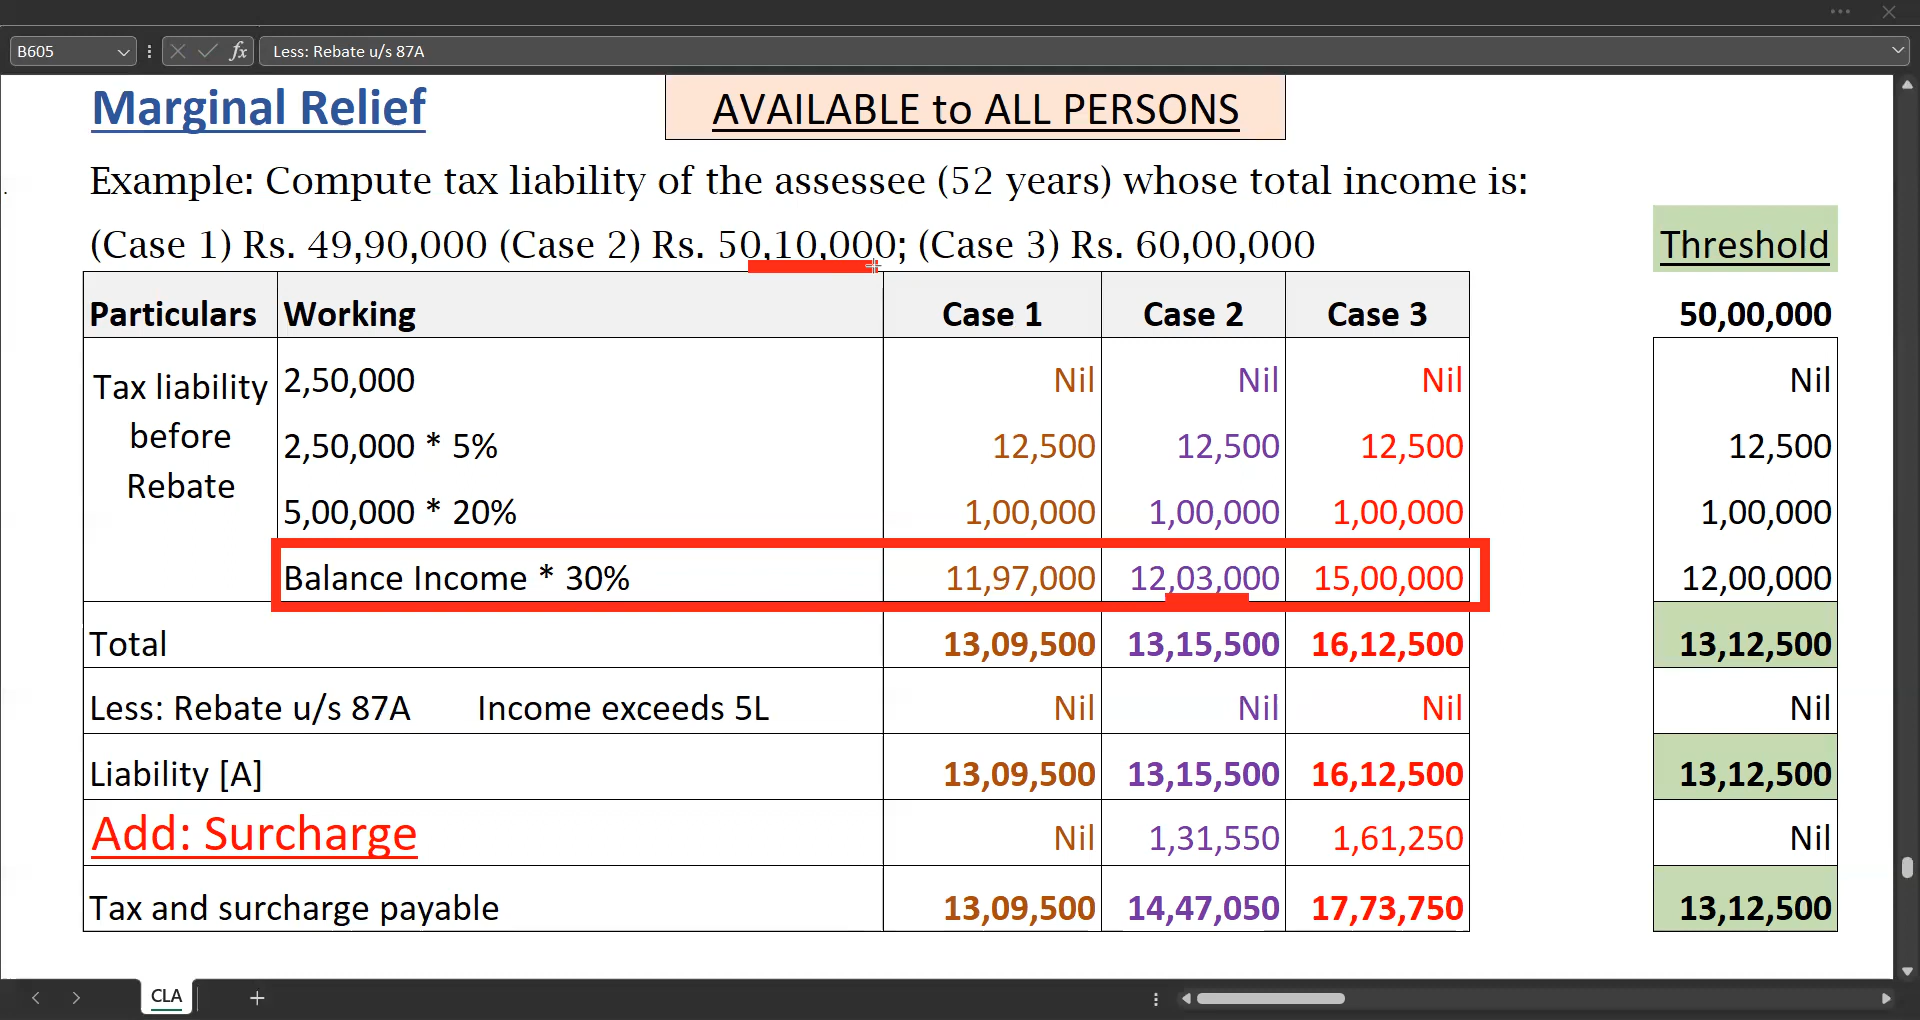 B605 fx Less: Rebate u/s 87A
Marginal Relief AVAILABLE to ALL PERSONS
Example: Compute tax liability of the assessee (52 years) whose total income is:
(Case 1) Rs. 49,90,000 (Case 2) Rs. 50,10,000; (Case 3) Rs. 60,00,000 Threshold
Particulars Working Case 1 Case 2 Case 3 50,00,000
Tax liability before Rebate 2,50,000 Nil Nil Nil Nil
2,50,000 * 5% 12,500 12,500 12,500 12,500
5,00,000 * 20% 1,00,000 1,00,000 1,00,000 1,00,000
Balance Income * 30% 11,97,000 12,03,000 15,00,000 12,00,000
Total 13,09,500 13,15,500 16,12,500 13,12,500
Less: Rebate u/s 87A Income exceeds 5L Nil Nil Nil Nil
Liability [A] 13,09,500 13,15,500 16,12,500 13,12,500
Add: Surcharge Nil 1,31,550 1,61,250 Nil
Tax and surcharge payable 13,09,500 14,47,050 17,73,750 13,12,500
CLA